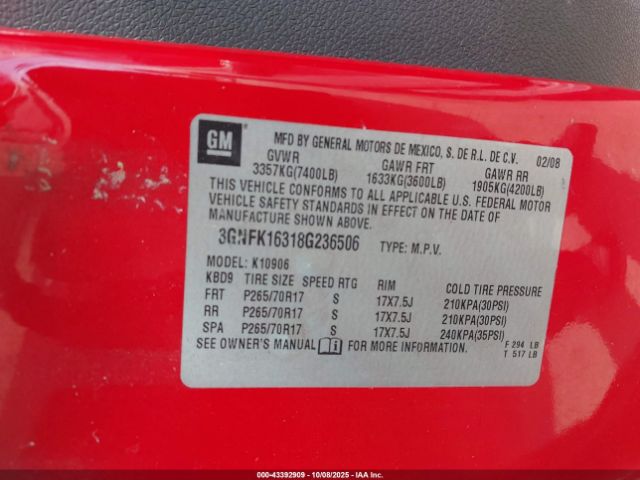 GM
MFD BY GENERAL MOTORS DE MEXICO, S. DE R.L. DE C.V. 02/08
GVWR GAWR FRT GAWR RR
3357KG(7400LB) 1633KG(3600LB) 1905KG(4200LB)
THIS VEHICLE CONFORMS TO ALL APPLICABLE U.S. FEDERAL MOTOR
VEHICLE SAFETY STANDARDS IN EFFECT ON THE DATE OF
MANUFACTURE SHOWN ABOVE.
3GNFK16318G236506 TYPE: M.P.V.
MODEL: K10906
KBD9 TIRE SIZE SPEED RTG RIM COLD TIRE PRESSURE
FRT P265/70R17 S 17X7.5J 210KPA(30PSI)
RR P265/70R17 S 17X7.5J 210KPA(30PSI)
SPA P265/70R17 S 17X7.5J 240KPA(35PSI)
SEE OWNER'S MANUAL i FOR MORE INFORMATION. F 294 LB
T 517 LB
000-43392909 - 10/08/2025 - IAA Inc.